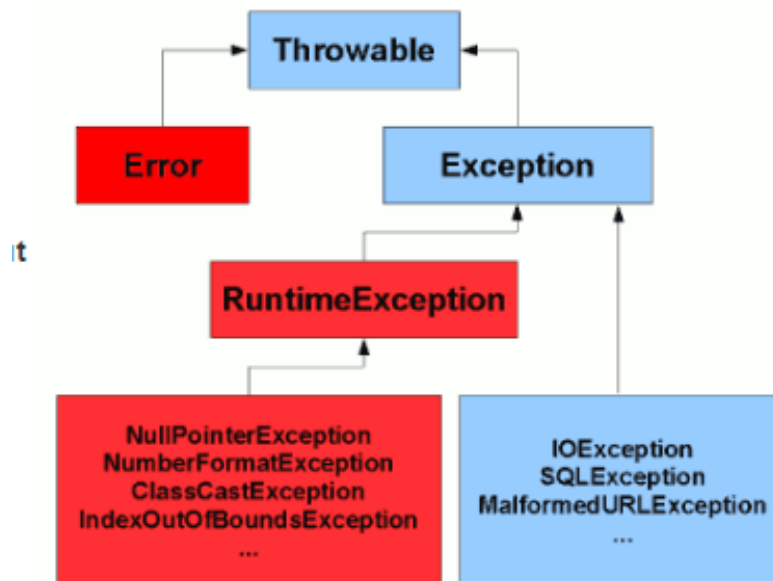 Throwable
Error
Exception
RuntimeException
NullPointerException
NumberFormatException
ClassCastException
IndexOutOfBoundsException
...
IOException
SQLException
MalformedURLException
...